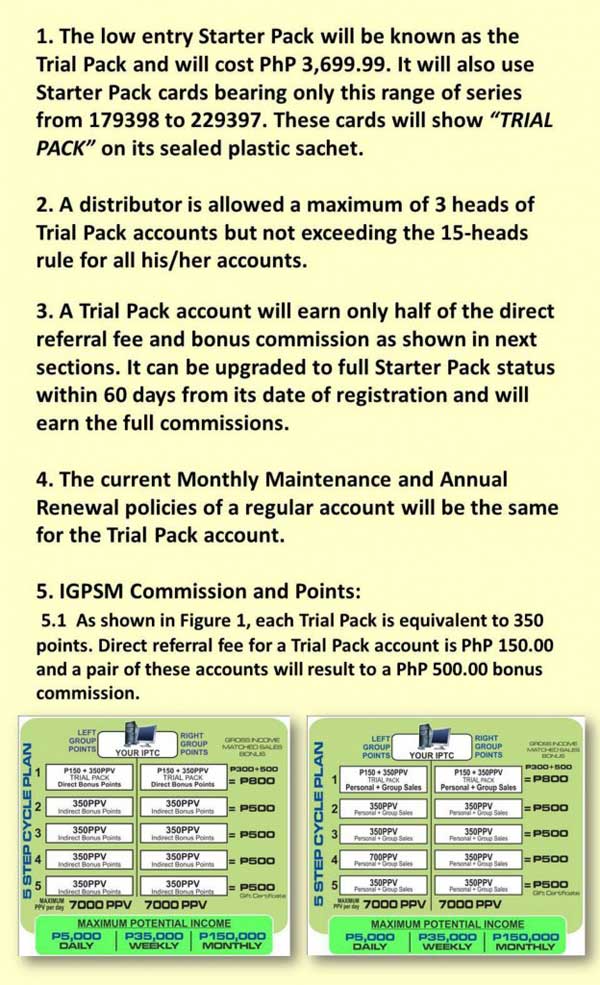 1. The low entry Starter Pack will be known as the
Trial Pack and will cost PhP 3,699.99. It will also use
Starter Pack cards bearing only this range of series
from 179398 to 229397. These cards will show “TRIAL
PACK” on its sealed plastic sachet.
2. A distributor is allowed a maximum of 3 heads of
Trial Pack accounts but not exceeding the 15-heads
rule for all his/her accounts.
3. A Trial Pack account will earn only half of the direct
referral fee and bonus commission as shown in next
sections. It can be upgraded to full Starter Pack status
within 60 days from its date of registration and will
earn the full commissions.
4. The current Monthly Maintenance and Annual
Renewal policies of a regular account will be the same
for the Trial Pack account.
5. IGPSM Commission and Points:
5.1 As shown in Figure 1, each Trial Pack is equivalent to 350
points. Direct referral fee for a Trial Pack account is PhP 150.00
and a pair of these accounts will result to a PhP 500.00 bonus
commission.
5 STEP CYCLE PLAN
LEFT GROUP POINTS
YOUR IPTC
RIGHT GROUP POINTS
GROSS INCOME MATCHED SALES BONUS
1
P150 + 350PPV
TRIAL PACK
Direct Bonus Points
P150 + 350PPV
TRIAL PACK
Direct Bonus Points
P300+500
= P800
2
350PPV
Indirect Bonus Points
350PPV
Indirect Bonus Points
= P500
3
350PPV
Indirect Bonus Points
350PPV
Indirect Bonus Points
= P500
4
350PPV
Indirect Bonus Points
350PPV
Indirect Bonus Points
= P500
5
350PPV
Indirect Bonus Points
350PPV
Indirect Bonus Points
= P500
Gift Certificate
MAXIMUM PPV per day
7000 PPV
7000 PPV
MAXIMUM POTENTIAL INCOME
P5,000 DAILY
P35,000 WEEKLY
P150,000 MONTHLY
5 STEP CYCLE PLAN
LEFT GROUP POINTS
YOUR IPTC
RIGHT GROUP POINTS
GROSS INCOME MATCHED SALES BONUS
1
P150 + 350PPV
TRIAL PACK
Personal + Group Sales
P150 + 350PPV
TRIAL PACK
Personal + Group Sales
P300+500
= P800
2
350PPV
Personal + Group Sales
350PPV
Personal + Group Sales
= P500
3
350PPV
Personal + Group Sales
350PPV
Personal + Group Sales
= P500
4
700PPV
Personal + Group Sales
350PPV
Personal + Group Sales
= P500
5
350PPV
Personal + Group Sales
350PPV
Personal + Group Sales
= P500
Gift Certificate
MAXIMUM PPV per day
7000 PPV
7000 PPV
MAXIMUM POTENTIAL INCOME
P5,000 DAILY
P35,000 WEEKLY
P150,000 MONTHLY